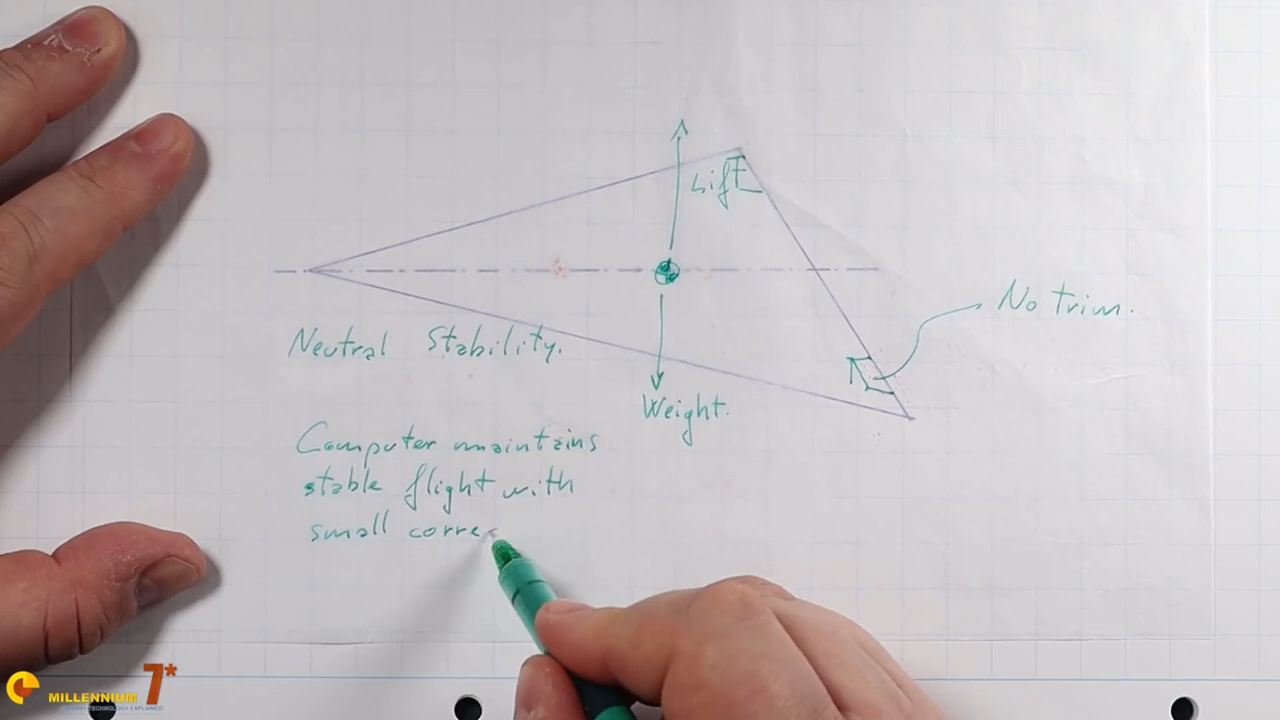 Lift
No trim.
Neutral Stability.
Weight.
Computer maintains
stable flight with
small corre
MILLENNIUM 7*